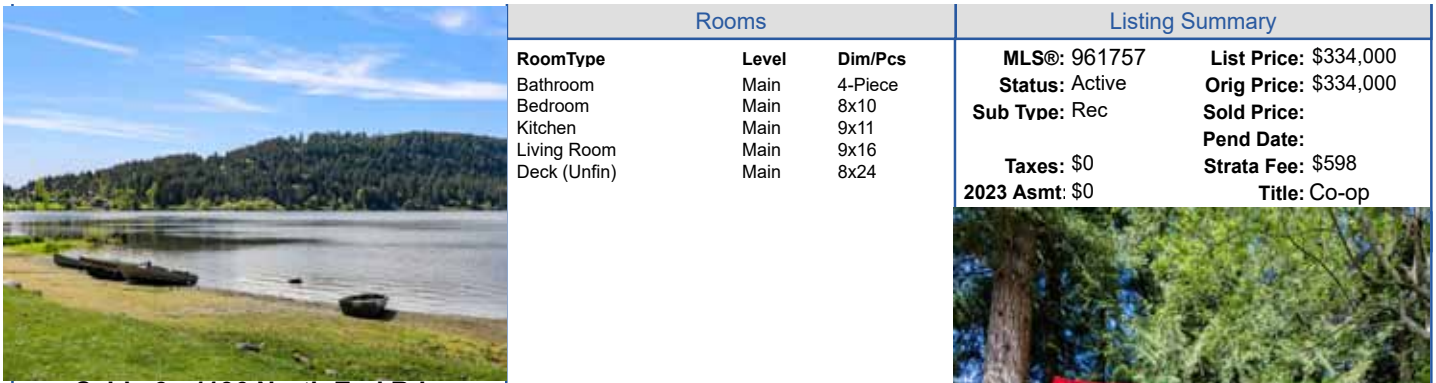 Rooms
RoomType Level Dim/Pcs
Bathroom Main 4-Piece
Bedroom Main 8x10
Kitchen Main 9x11
Living Room Main 9x16
Deck (Unfin) Main 8x24
Listing Summary
MLS®: 961757 List Price: $334,000
Status: Active Orig Price: $334,000
Sub Type: Rec Sold Price:
Pend Date:
Taxes: $0 Strata Fee: $598
2023 Asmt: $0 Title: Co-op